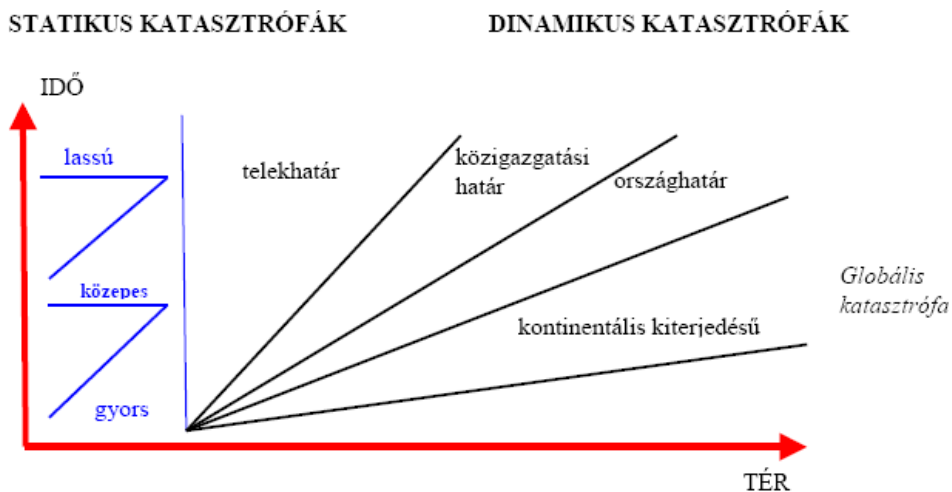 STATIKUS KATASZTRÓFÁK
DINAMIKUS KATASZTRÓFÁK
IDŐ
lassú
telekhatár
közigazgatási
határ
országhatár
közepes
Globális
katasztrófa
kontinentális kiterjedésű
gyors
TÉR